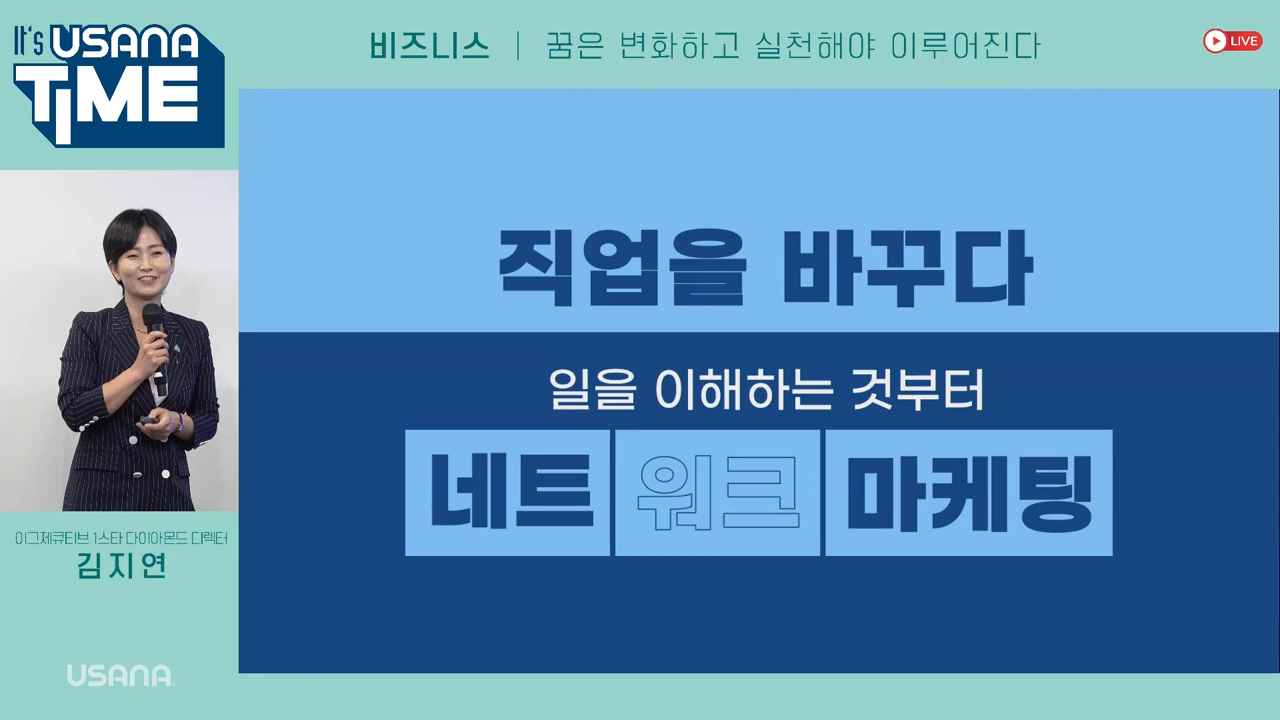 It's USANA
TIME
비즈니스 | 꿈은 변화하고 실천해야 이루어진다
LIVE
직업을 바꾸다
일을 이해하는 것부터
네트 워크 마케팅
이그제큐티브 1스타 다이아몬드 디렉터
김지연
USANA